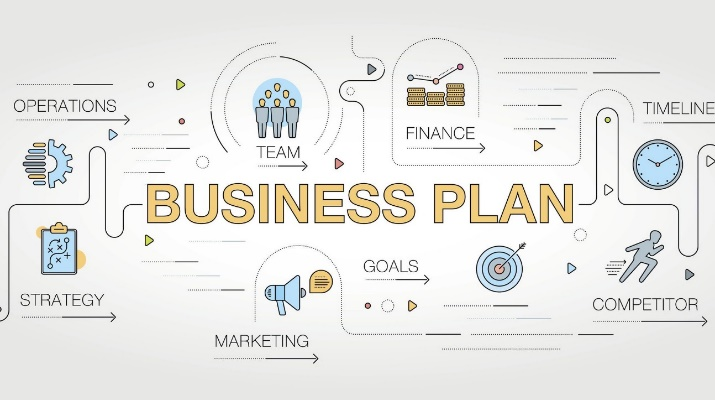 OPERATIONS
TEAM
FINANCE
TIMELINE
BUSINESS PLAN
STRATEGY
MARKETING
GOALS
COMPETITOR